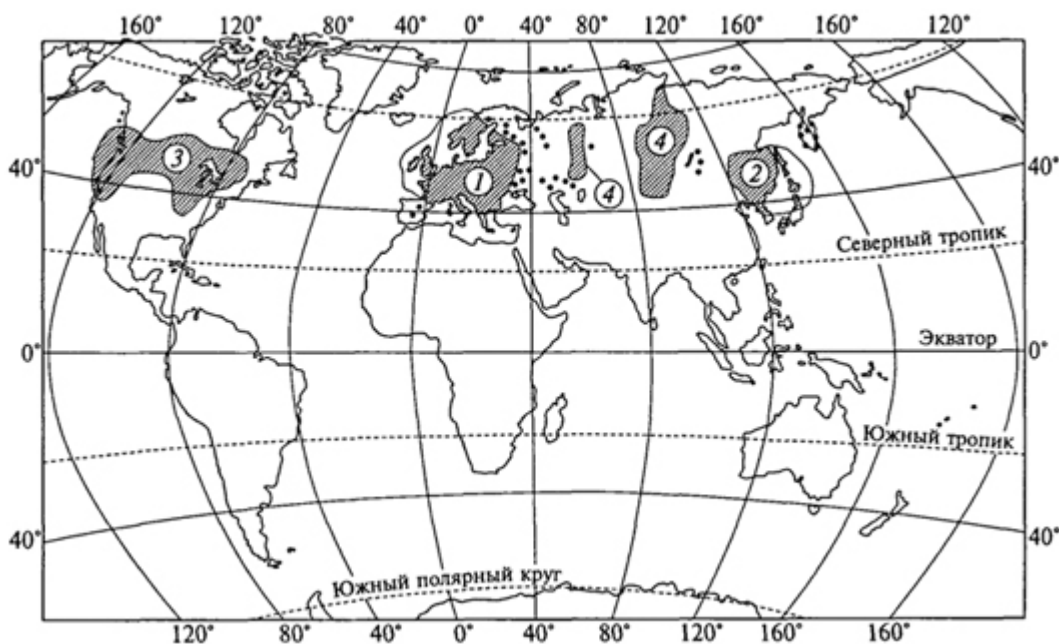 160° 120° 80° 40° 0° 40° 80° 120° 160° 160° 120°
40° 3 1 4 4 2 40°
Северный тропик
0° Экватор 0°
Южный тропик
40° 40°
Южный полярный круг
120° 80° 40° 0° 40° 80° 120° 160° 160°